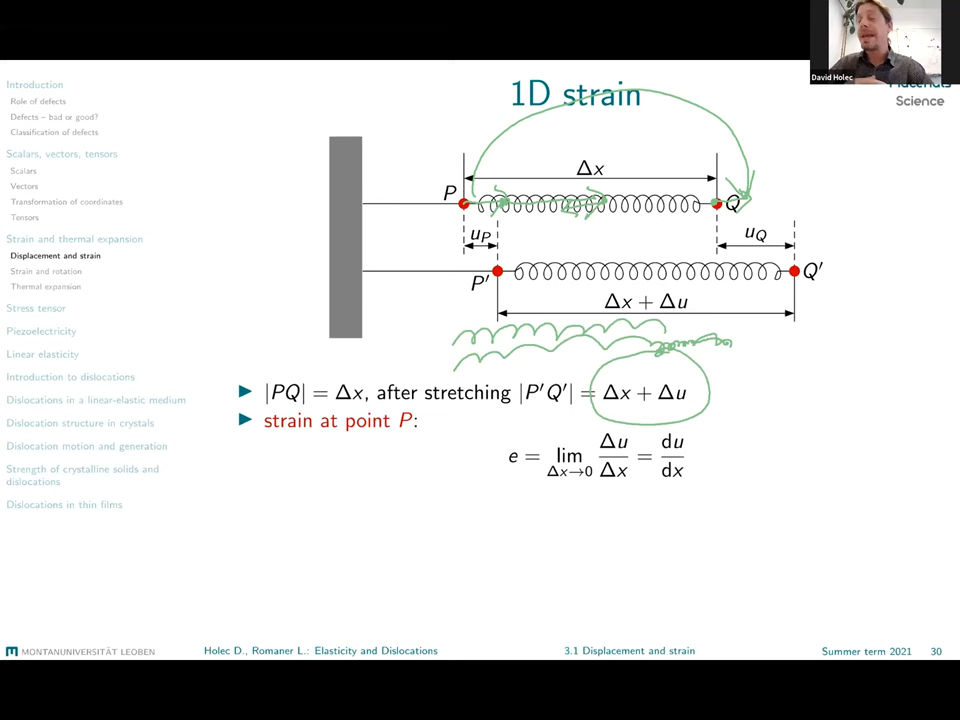 David Holec
Materials
Science
Introduction
Role of defects
Defects – bad or good?
Classification of defects
Scalars, vectors, tensors
Scalars
Vectors
Transformation of coordinates
Tensors
Strain and thermal expansion
Displacement and strain
Strain and rotation
Thermal expansion
Stress tensor
Piezoelectricity
Linear elasticity
Introduction to dislocations
Dislocations in a linear-elastic medium
Dislocation structure in crystals
Dislocation motion and generation
Strength of crystalline solids and
dislocations
Dislocations in thin films
1D strain
Δx
P
Q
u_P
u_Q
P′
Q′
Δx + Δu
▶ |PQ| = Δx, after stretching |P′Q′| = Δx + Δu
▶ strain at point P:
e = lim_{Δx→0} Δu/Δx = du/dx
MONTANUNIVERSITÄT LEOBEN
Holec D., Romaner L.: Elasticity and Dislocations
3.1 Displacement and strain
Summer term 2021
30